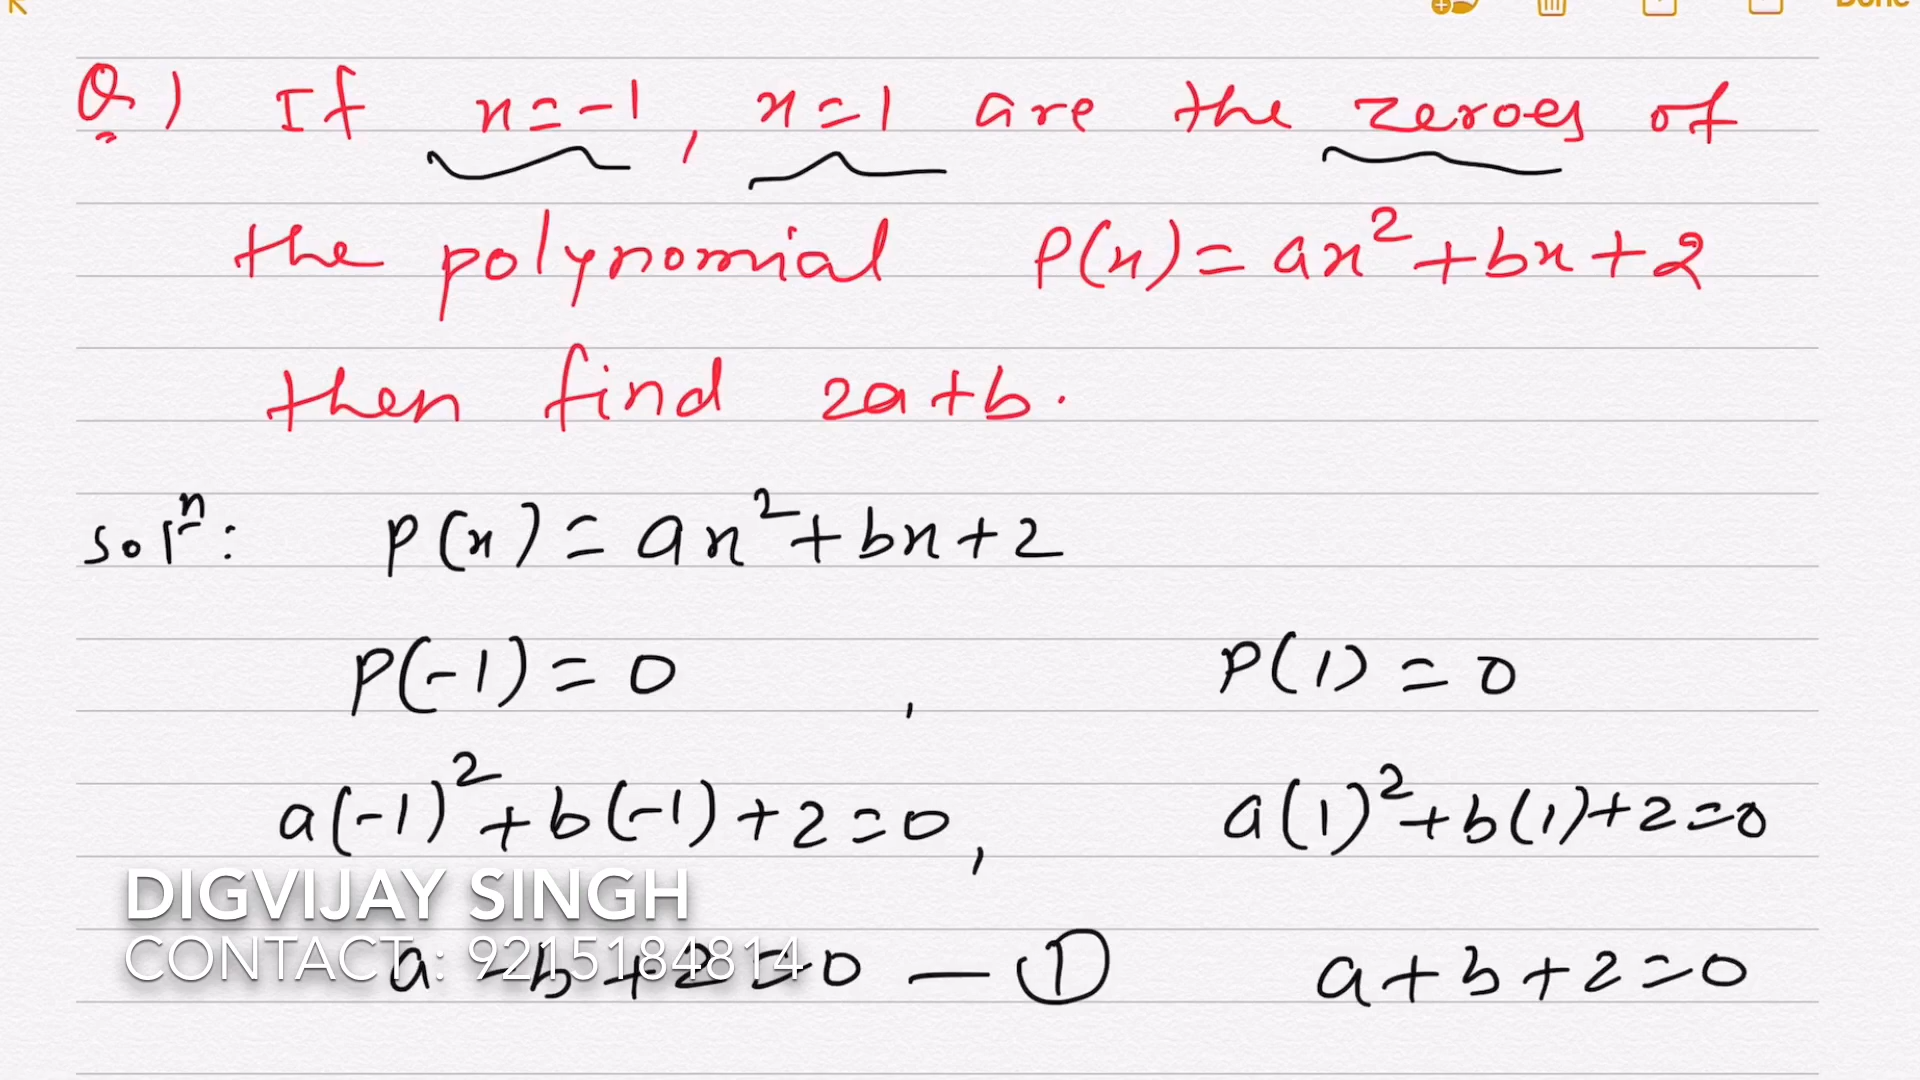 Done
Q) If x=-1, x=1 are the zeroes of
the polynomial P(x)=ax²+bx+2
then find 2a+b.
solⁿ: P(x)=ax²+bx+2
P(-1)=0, P(1)=0
a(-1)²+b(-1)+2=0, a(1)²+b(1)+2=0
DIGVIJAY SINGH
CONTACT : 9215184814
a-b+2=0 — ① a+b+2=0